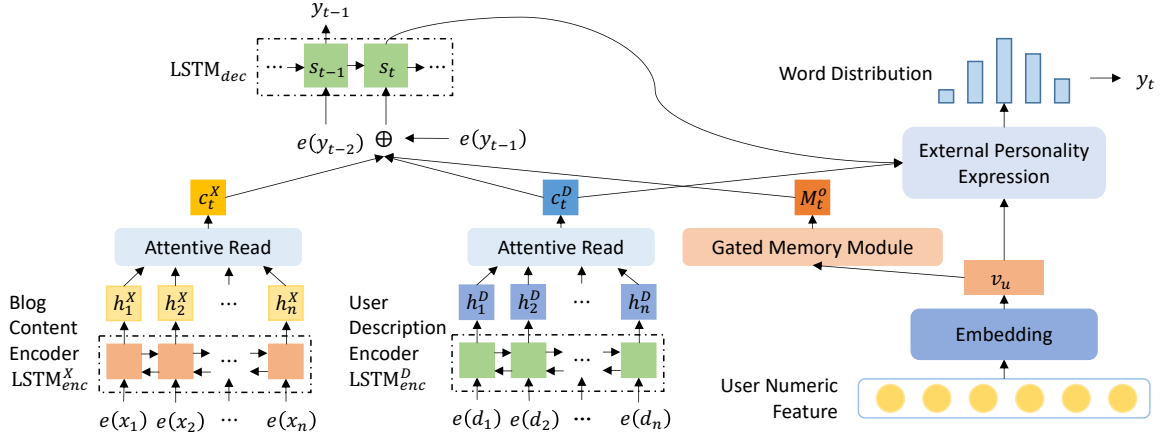 y_{t-1}
LSTM_{dec}
... s_{t-1} s_t ...
e(y_{t-2}) ⊕ e(y_{t-1})
Word Distribution
y_t
External Personality
Expression
c_t^X
c_t^D
M_t^o
Attentive Read
Attentive Read
Gated Memory Module
v_u
Blog
Content
Encoder
LSTM_{enc}^X
h_1^X h_2^X ... h_n^X
...
e(x_1) e(x_2) ... e(x_n)
User
Description
Encoder
LSTM_{enc}^D
h_1^D h_2^D ... h_n^D
...
e(d_1) e(d_2) ... e(d_n)
Embedding
User Numeric
Feature